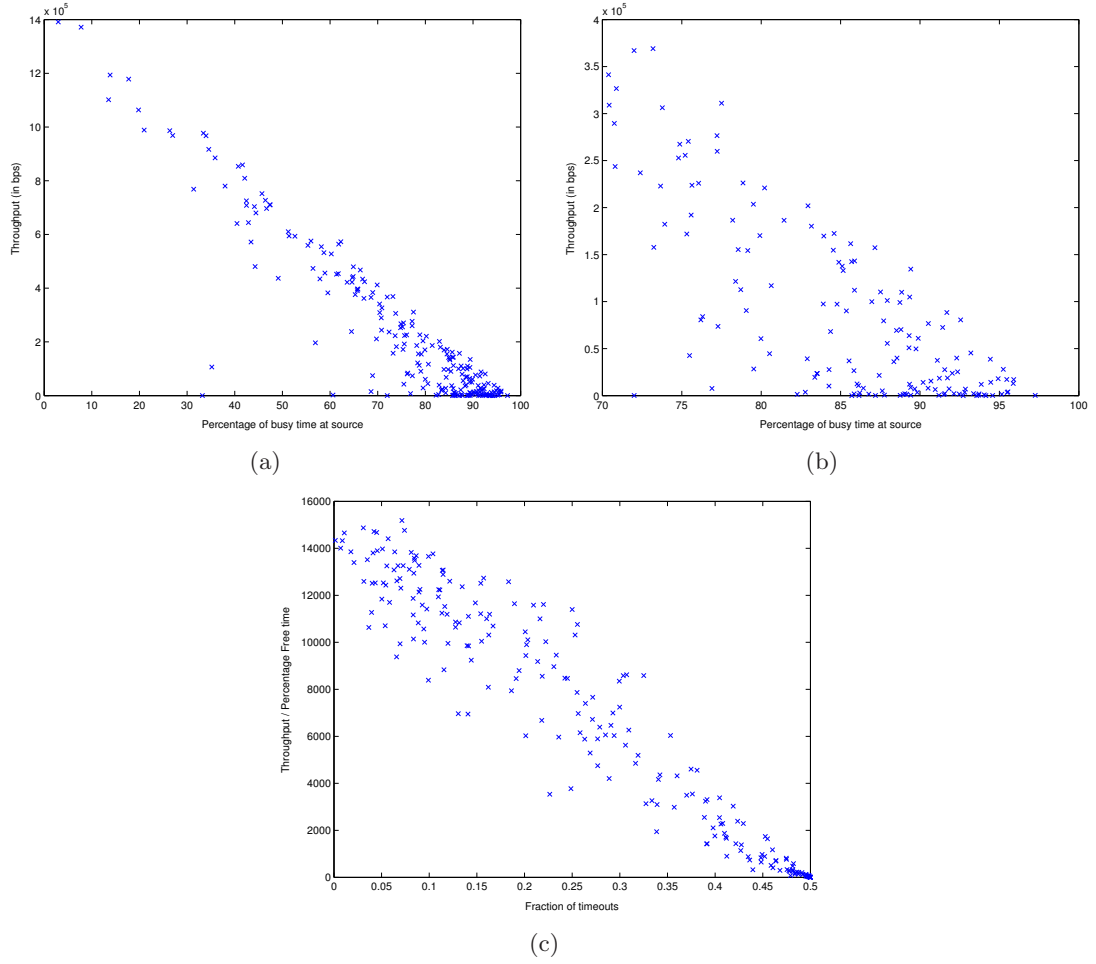 x 10^5
14
12
10
8
6
4
2
0
0 10 20 30 40 50 60 70 80 90 100
Throughput (in bps)
Percentage of busy time at source
(a)
x 10^5
4
3.5
3
2.5
2
1.5
1
0.5
0
70 75 80 85 90 95 100
Throughput (in bps)
Percentage of busy time at source
(b)
16000
14000
12000
10000
8000
6000
4000
2000
0
0 0.05 0.1 0.15 0.2 0.25 0.3 0.35 0.4 0.45 0.5
Throughput / Percentage Free time
Fraction of timeouts
(c)